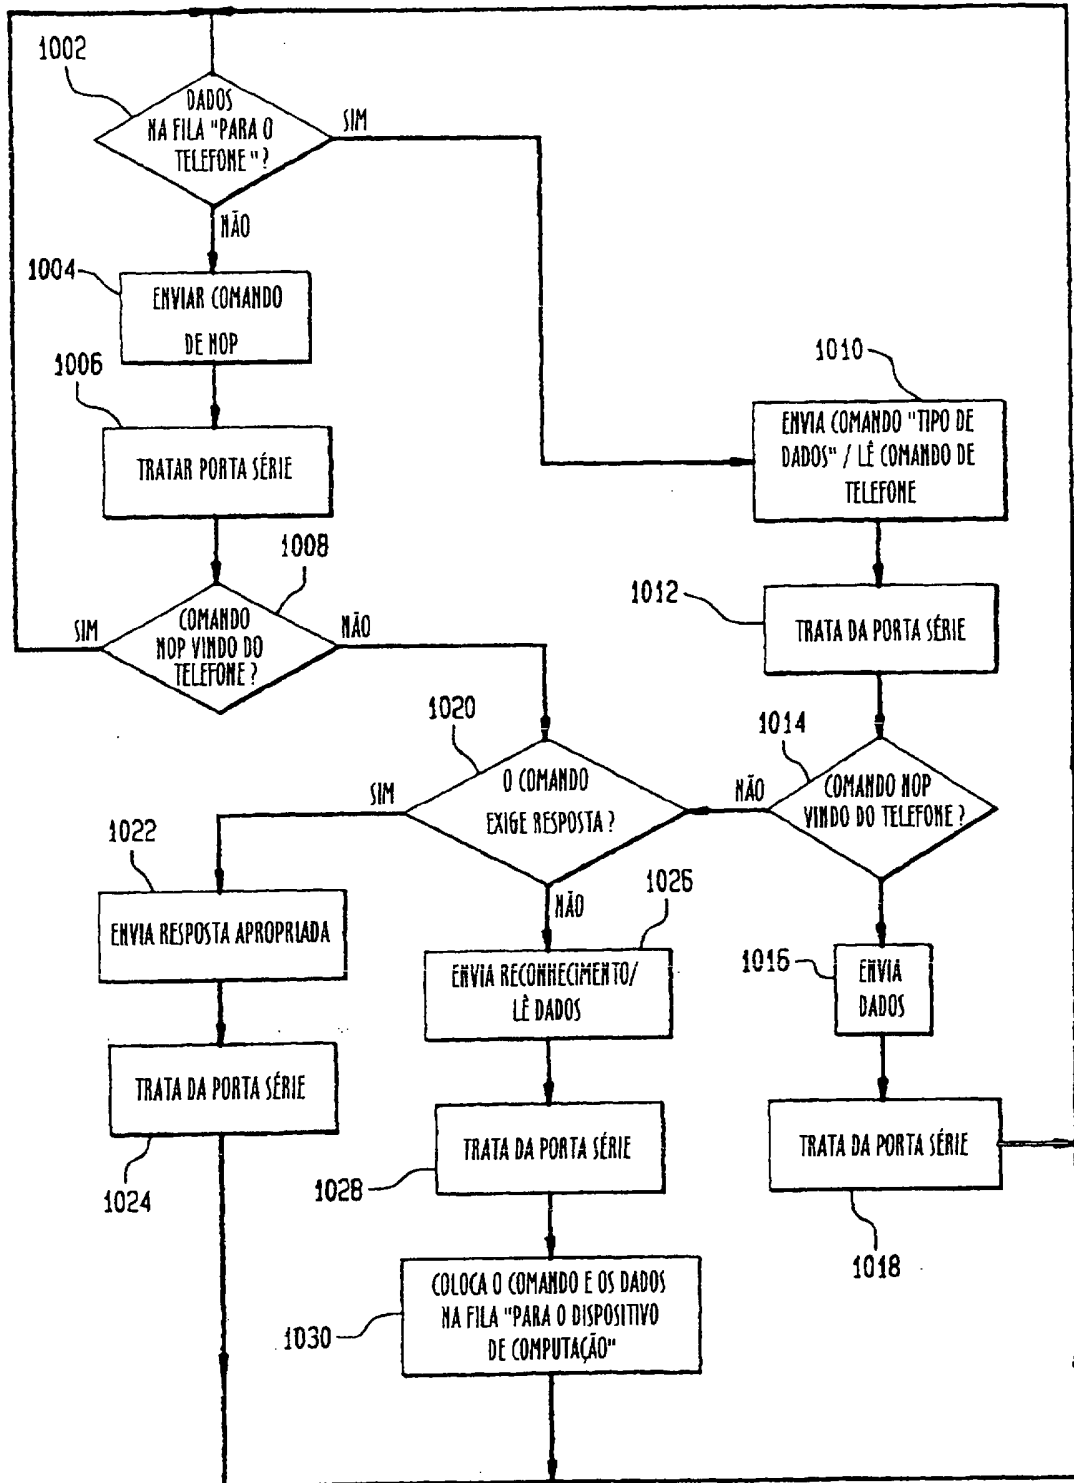 1002
DADOS
NA FILA "PARA O
TELEFONE"?
SIM
NÃO
1004
ENVIAR COMANDO
DE NOP
1006
TRATAR PORTA SÉRIE
1008
COMANDO
NOP VINDO DO
TELEFONE?
SIM
NÃO
1010
ENVIA COMANDO "TIPO DE
DADOS" / LÊ COMANDO DE
TELEFONE
1012
TRATA DA PORTA SÉRIE
1014
COMANDO NOP
VINDO DO TELEFONE?
NÃO
1020
O COMANDO
EXIGE RESPOSTA?
SIM
NÃO
1022
ENVIA RESPOSTA APROPRIADA
1024
TRATA DA PORTA SÉRIE
1026
ENVIA RECONHECIMENTO/
LÊ DADOS
1028
TRATA DA PORTA SÉRIE
1030
COLOCA O COMANDO E OS DADOS
NA FILA "PARA O DISPOSITIVO
DE COMPUTAÇÃO"
1016
ENVIA
DADOS
TRATA DA PORTA SÉRIE
1018